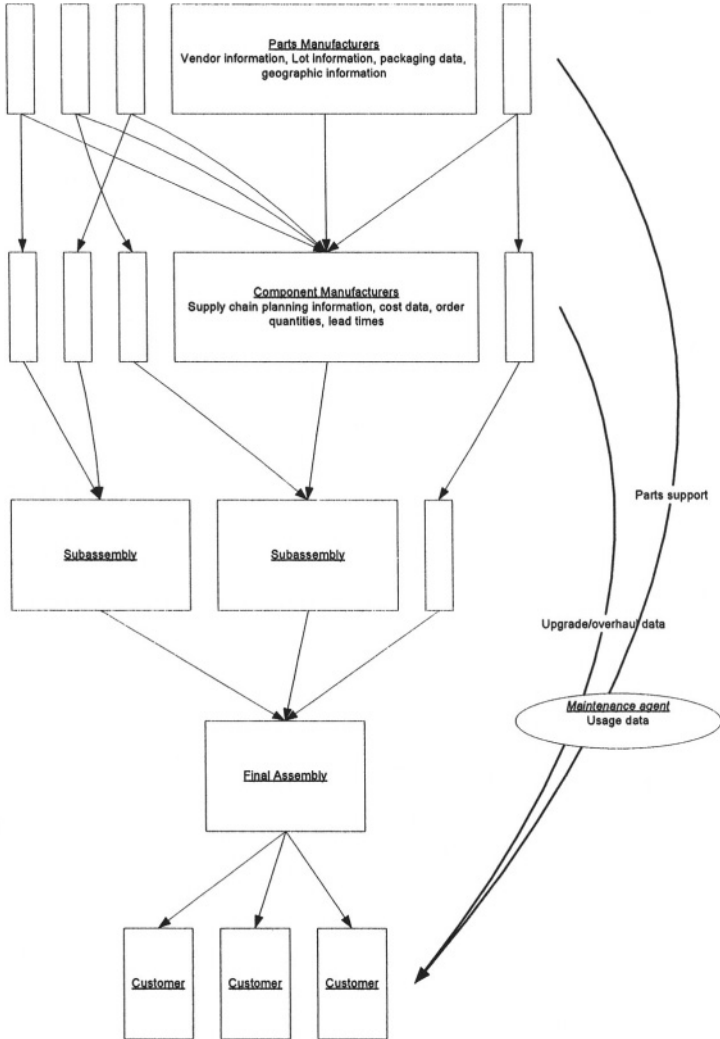 Parts Manufacturers
Vendor information, Lot information, packaging data,
geographic information
Component Manufacturers
Supply chain planning information, cost data, order
quantities, lead times
Parts support
Subassembly
Subassembly
Upgrade/overhaul data
Maintenance agent
Usage data
Final Assembly
Customer
Customer
Customer